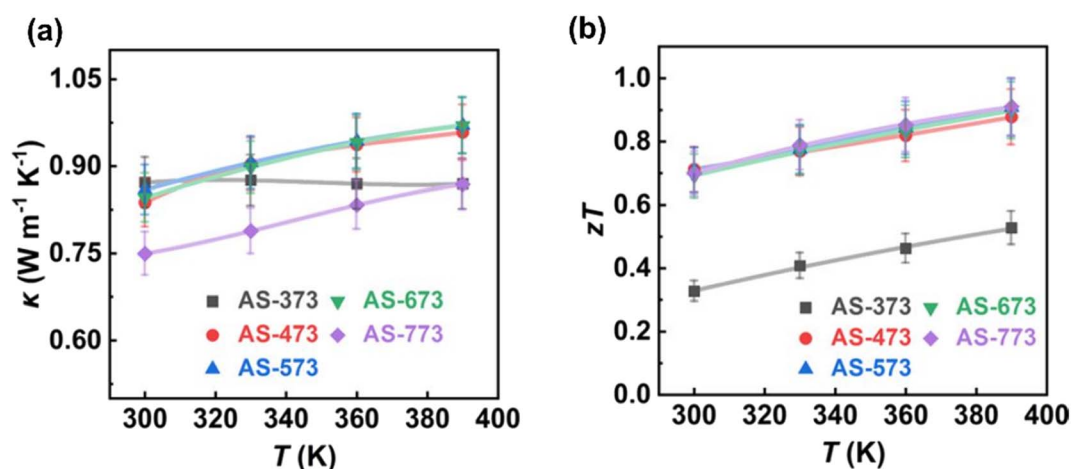 (a)
κ (W m⁻¹ K⁻¹)
1.05
0.90
0.75
0.60
AS-373
AS-673
AS-473
AS-773
AS-573
300 320 340 360 380 400
T (K)
(b)
zT
1.0
0.8
0.6
0.4
0.2
0.0
AS-373
AS-673
AS-473
AS-773
AS-573
300 320 340 360 380 400
T (K)